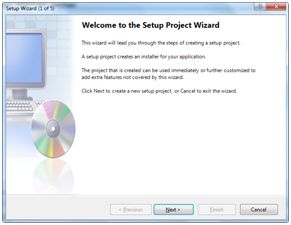 Setup Wizard (1 of 5)
Welcome to the Setup Project Wizard
This wizard will lead you through the steps of creating a setup project.
A setup project creates an installer for your application.
The project that is created can be used immediately or further customized to
add extra features not covered by this wizard.
Click Next to create a new setup project, or Cancel to exit the wizard.
< Previous
Next >
Finish
Cancel